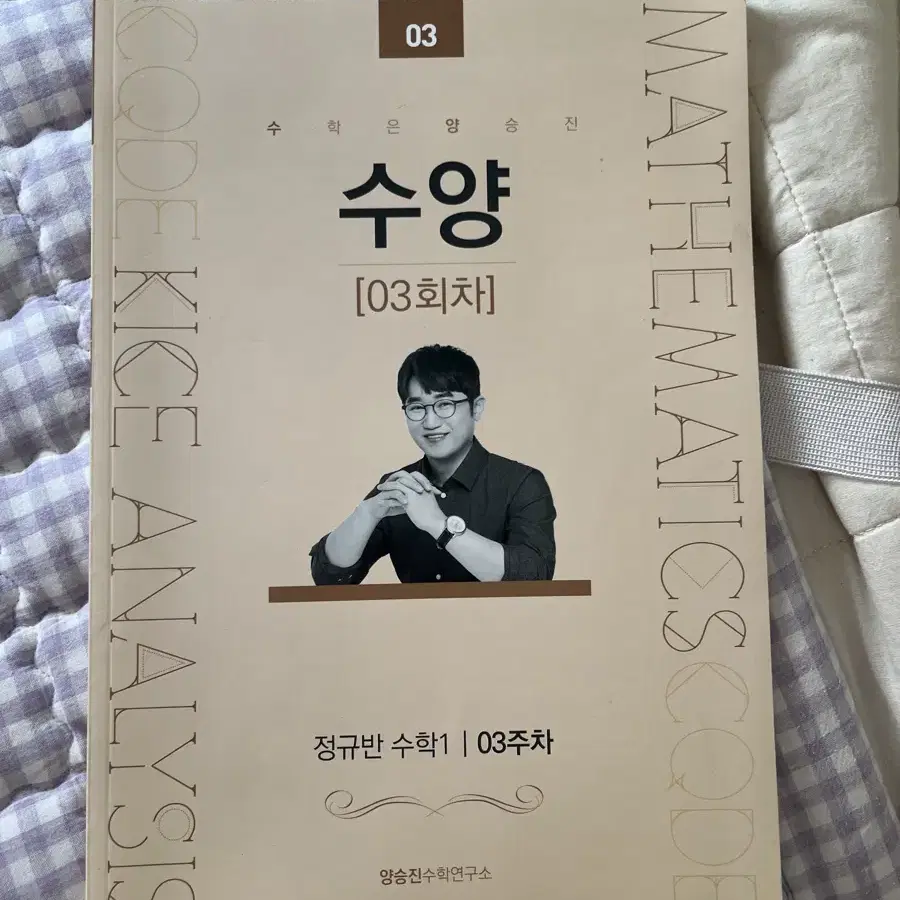 03
수학은양승진
수양
[03회차]
정규반 수학1 | 03주차
양승진수학연구소
CODE KICE ANALYSIS
MATHEMATICS CODE